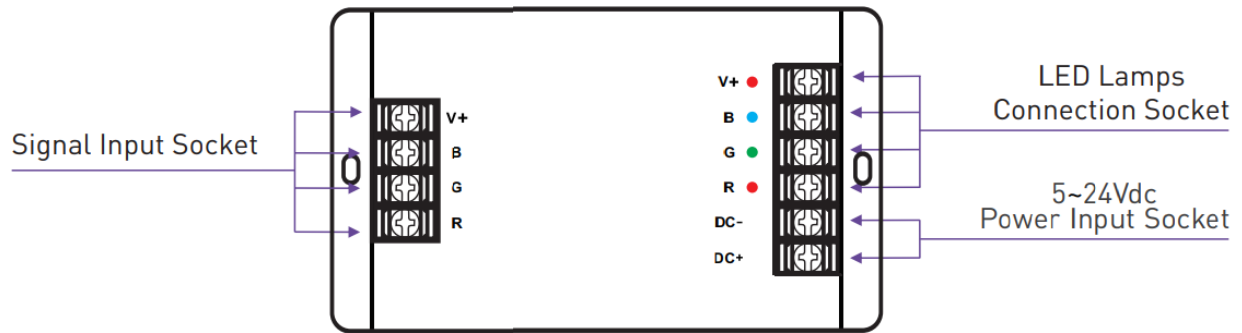 Signal Input Socket
V+
B
G
R
V+
B
G
R
DC-
DC+
LED Lamps
Connection Socket
5~24Vdc
Power Input Socket